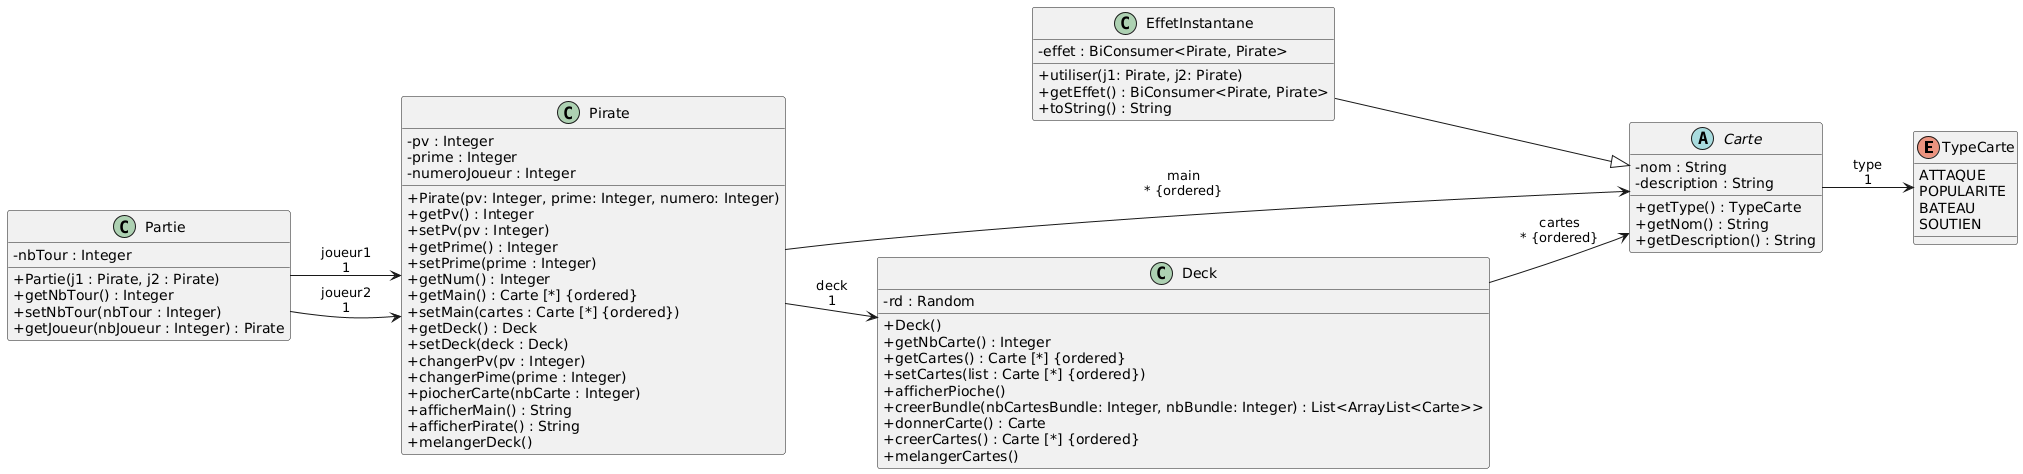 C Partie
-nbTour : Integer
+Partie(j1 : Pirate, j2 : Pirate)
+getNbTour() : Integer
+setNbTour(nbTour : Integer)
+getJoueur(nbJoueur : Integer) : Pirate
joueur1
1
joueur2
1
C Pirate
-pv : Integer
-prime : Integer
-numeroJoueur : Integer
+Pirate(pv: Integer, prime: Integer, numero: Integer)
+getPv() : Integer
+setPv(pv : Integer)
+getPrime() : Integer
+setPrime(prime : Integer)
+getNum() : Integer
+getMain() : Carte [*] {ordered}
+setMain(cartes : Carte [*] {ordered})
+getDeck() : Deck
+setDeck(deck : Deck)
+changerPv(pv : Integer)
+changerPime(prime : Integer)
+piocherCarte(nbCarte : Integer)
+afficherMain() : String
+afficherPirate() : String
+melangerDeck()
main
* {ordered}
deck
1
C EffetInstantane
-effet : BiConsumer<Pirate, Pirate>
+utiliser(j1: Pirate, j2: Pirate)
+getEffet() : BiConsumer<Pirate, Pirate>
+toString() : String
C Deck
-rd : Random
+Deck()
+getNbCarte() : Integer
+getCartes() : Carte [*] {ordered}
+setCartes(list : Carte [*] {ordered})
+afficherPioche()
+creerBundle(nbCartesBundle: Integer, nbBundle: Integer) : List<ArrayList<Carte>>
+donnerCarte() : Carte
+creerCartes() : Carte [*] {ordered}
+melangerCartes()
cartes
* {ordered}
A Carte
-nom : String
-description : String
+getType() : TypeCarte
+getNom() : String
+getDescription() : String
type
1
E TypeCarte
ATTAQUE
POPULARITE
BATEAU
SOUTIEN